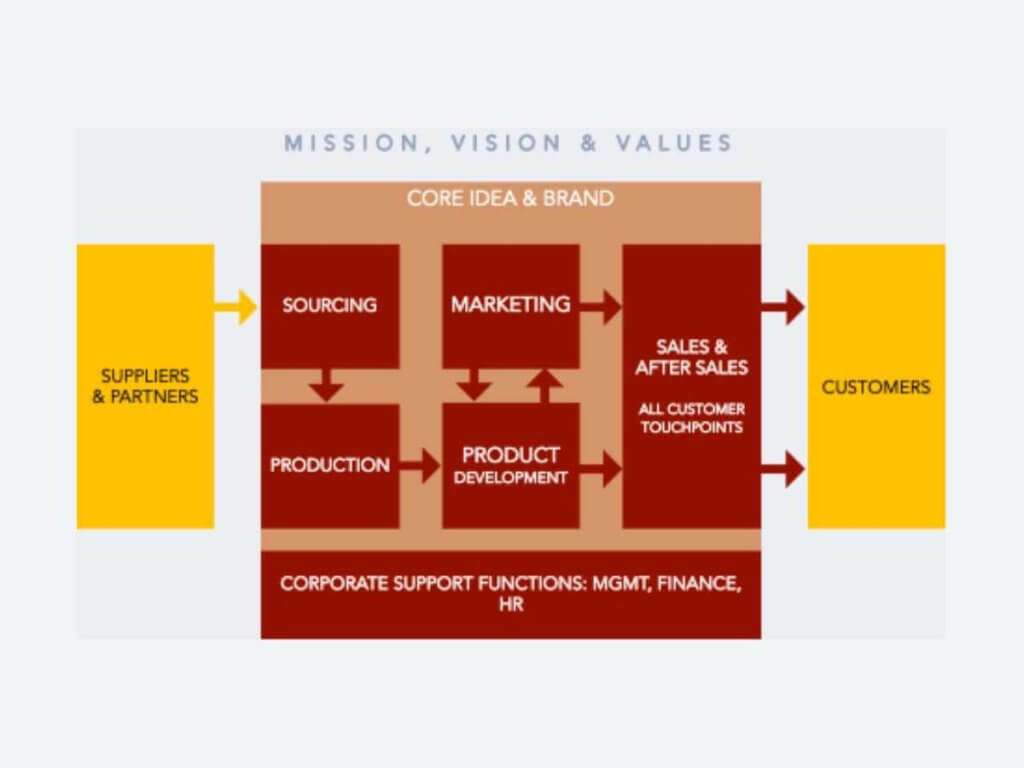 MISSION, VISION & VALUES
CORE IDEA & BRAND
SUPPLIERS
& PARTNERS
SOURCING
PRODUCTION
MARKETING
PRODUCT
DEVELOPMENT
SALES &
AFTER SALES
ALL CUSTOMER
TOUCHPOINTS
CUSTOMERS
CORPORATE SUPPORT FUNCTIONS: MGMT, FINANCE,
HR